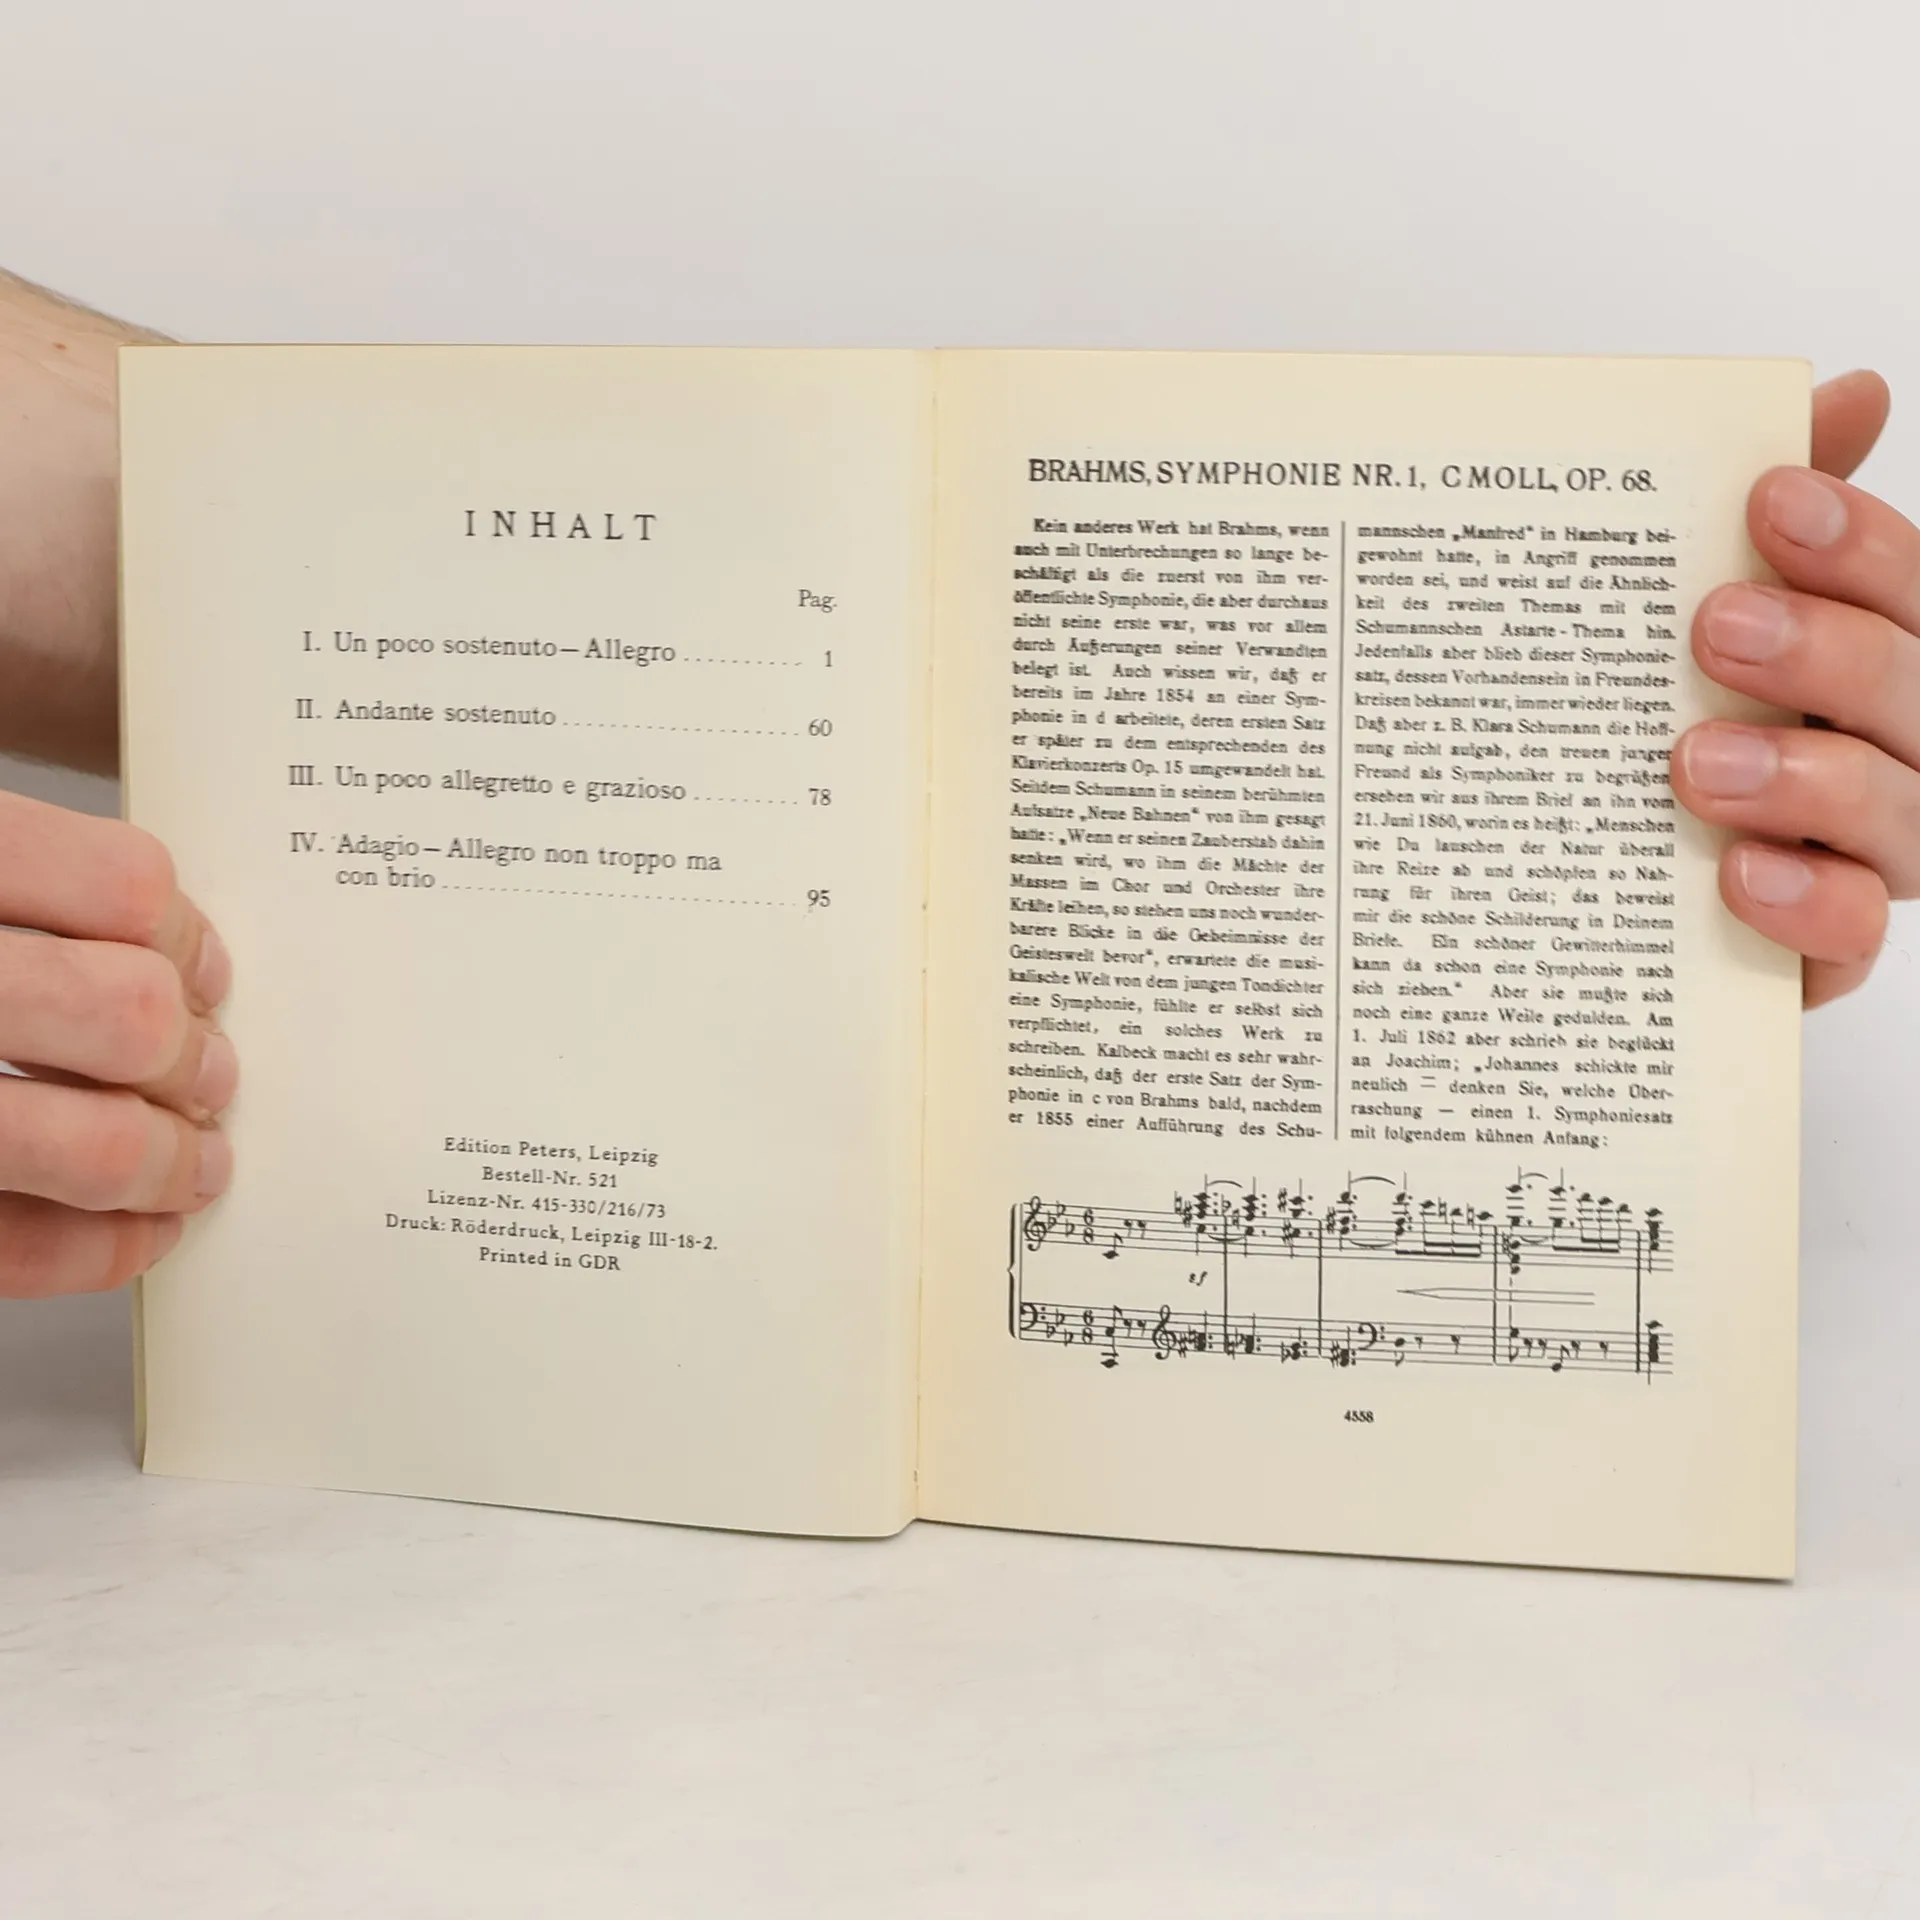 INHALT
Pag.
I. Un poco sostenuto—Allegro .......... 1
II. Andante sostenuto .................... 60
III. Un poco allegretto e grazioso ......... 78
IV. Adagio—Allegro non troppo ma
con brio .............................. 95
Edition Peters, Leipzig
Bestell-Nr. 521
Lizenz-Nr. 415-330/216/73
Druck: Röderdruck, Leipzig III-18-2.
Printed in GDR
BRAHMS, SYMPHONIE NR. 1, C MOLL, OP. 68.
Kein anderes Werk hat Brahms, wenn
auch mit Unterbrechungen so lange be-
schäftigt als die zuerst von ihm ver-
öffentlichte Symphonie, die aber durchaus
nicht seine erste war, was vor allem
durch Äußerungen seiner Verwandten
belegt ist. Auch wissen wir, daß er
bereits im Jahre 1854 an einer Sym-
phonie in d arbeitete, deren ersten Satz
er später zu dem entsprechenden des
Klavierkonzerts Op. 15 umgewandelt hat.
Seitdem Schumann in seinem berühmten
Aufsatze „Neue Bahnen“ von ihm gesagt
hatte: „Wenn er seinen Zauberstab dahin
senken wird, wo ihm die Mächte der
Massen im Chor und Orchester ihre
Kräfte leihen, so stehen uns noch wunder-
barere Blicke in die Geheimnisse der
Geisteswelt bevor“, erwartete die musi-
kalische Welt von dem jungen Tondichter
eine Symphonie, fühlte er selbst sich
verpflichtet, ein solches Werk zu
schreiben. Kalbeck macht es sehr wahr-
scheinlich, daß der erste Satz der Sym-
phonie in c von Brahms bald, nachdem
er 1855 einer Aufführung des Schu-
mannschen „Manfred“ in Hamburg bei-
gewohnt hatte, in Angriff genommen
worden sei, und weist auf die Ähnlich-
keit des zweiten Themas mit dem
Schumannschen Astarte-Thema hin.
Jedenfalls aber blieb dieser Symphonie-
satz, dessen Vorhandensein in Freundes-
kreisen bekannt war, immer wieder liegen.
Daß aber z. B. Klara Schumann die Hoff-
nung nicht aufgab, den treuen jungen
Freund als Symphoniker zu begrüßen
ersehen wir aus ihrem Brief an ihn vom
21. Juni 1860, worin es heißt: „Menschen
wie Du lauschen der Natur überall
ihre Reize ab und schöpfen so Nah-
rung für ihren Geist; das beweist
mir die schöne Schilderung in Deinem
Briefe. Ein schöner Gewitterhimmel
kann da schon eine Symphonie nach
sich ziehen.“ Aber sie mußte sich
noch eine ganze Weile gedulden. Am
1. Juli 1862 aber schrieb sie beglückt
an Joachim; „Johannes schickte mir
neulich — denken Sie, welche Über-
raschung — einen 1. Symphoniesatz
mit folgendem kühnen Anfang:
sf
4558